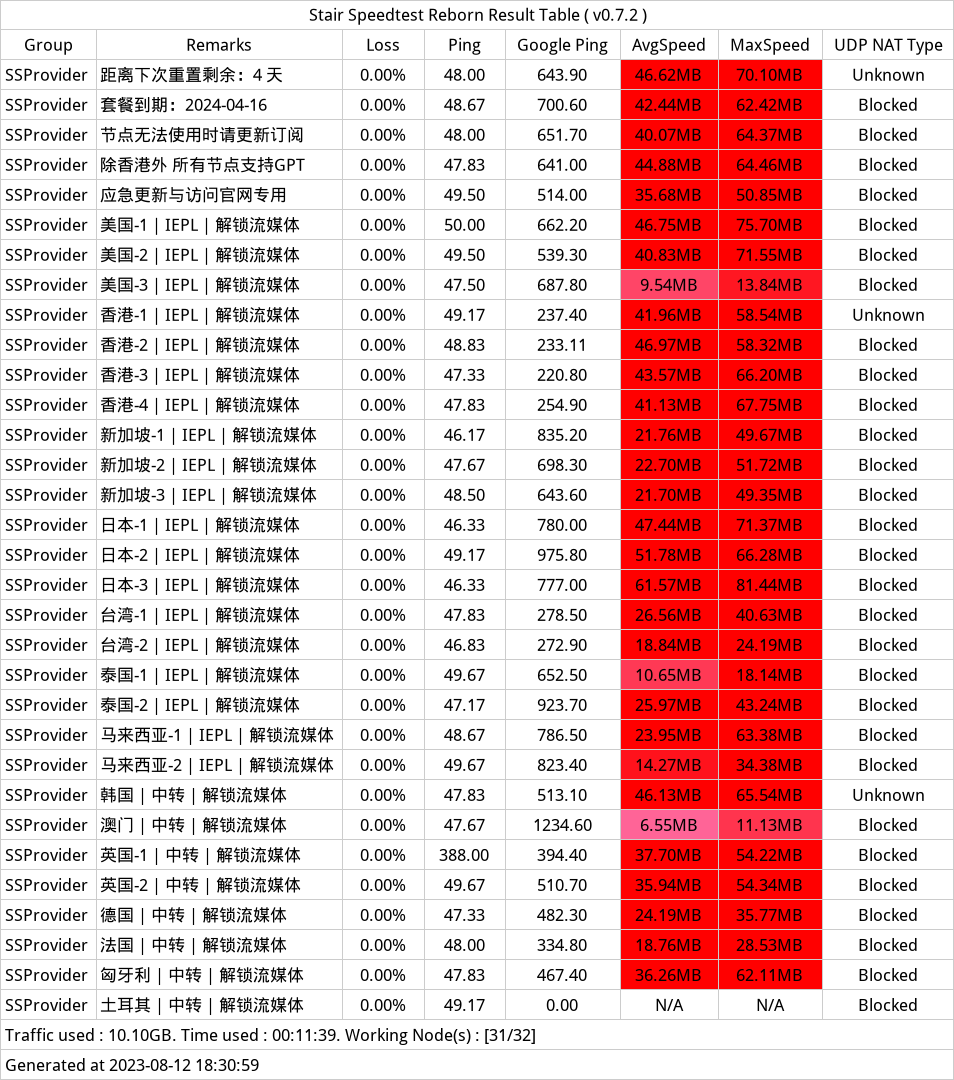 Stair Speedtest Reborn Result Table ( v0.7.2 )
Group Remarks Loss Ping Google Ping AvgSpeed MaxSpeed UDP NAT Type
SSProvider 距离下次重置剩余：4 天 0.00% 48.00 643.90 46.62MB 70.10MB Unknown
SSProvider 套餐到期：2024-04-16 0.00% 48.67 700.60 42.44MB 62.42MB Blocked
SSProvider 节点无法使用时请更新订阅 0.00% 48.00 651.70 40.07MB 64.37MB Blocked
SSProvider 除香港外 所有节点支持GPT 0.00% 47.83 641.00 44.88MB 64.46MB Blocked
SSProvider 应急更新与访问官网专用 0.00% 49.50 514.00 35.68MB 50.85MB Blocked
SSProvider 美国-1 | IEPL | 解锁流媒体 0.00% 50.00 662.20 46.75MB 75.70MB Blocked
SSProvider 美国-2 | IEPL | 解锁流媒体 0.00% 49.50 539.30 40.83MB 71.55MB Blocked
SSProvider 美国-3 | IEPL | 解锁流媒体 0.00% 47.50 687.80 9.54MB 13.84MB Blocked
SSProvider 香港-1 | IEPL | 解锁流媒体 0.00% 49.17 237.40 41.96MB 58.54MB Unknown
SSProvider 香港-2 | IEPL | 解锁流媒体 0.00% 48.83 233.11 46.97MB 58.32MB Blocked
SSProvider 香港-3 | IEPL | 解锁流媒体 0.00% 47.33 220.80 43.57MB 66.20MB Blocked
SSProvider 香港-4 | IEPL | 解锁流媒体 0.00% 47.83 254.90 41.13MB 67.75MB Blocked
SSProvider 新加坡-1 | IEPL | 解锁流媒体 0.00% 46.17 835.20 21.76MB 49.67MB Blocked
SSProvider 新加坡-2 | IEPL | 解锁流媒体 0.00% 47.67 698.30 22.70MB 51.72MB Blocked
SSProvider 新加坡-3 | IEPL | 解锁流媒体 0.00% 48.50 643.60 21.70MB 49.35MB Blocked
SSProvider 日本-1 | IEPL | 解锁流媒体 0.00% 46.33 780.00 47.44MB 71.37MB Blocked
SSProvider 日本-2 | IEPL | 解锁流媒体 0.00% 49.17 975.80 51.78MB 66.28MB Blocked
SSProvider 日本-3 | IEPL | 解锁流媒体 0.00% 46.33 777.00 61.57MB 81.44MB Blocked
SSProvider 台湾-1 | IEPL | 解锁流媒体 0.00% 47.83 278.50 26.56MB 40.63MB Blocked
SSProvider 台湾-2 | IEPL | 解锁流媒体 0.00% 46.83 272.90 18.84MB 24.19MB Blocked
SSProvider 泰国-1 | IEPL | 解锁流媒体 0.00% 49.67 652.50 10.65MB 18.14MB Blocked
SSProvider 泰国-2 | IEPL | 解锁流媒体 0.00% 47.17 923.70 25.97MB 43.24MB Blocked
SSProvider 马来西亚-1 | IEPL | 解锁流媒体 0.00% 48.67 786.50 23.95MB 63.38MB Blocked
SSProvider 马来西亚-2 | IEPL | 解锁流媒体 0.00% 49.67 823.40 14.27MB 34.38MB Blocked
SSProvider 韩国 | 中转 | 解锁流媒体 0.00% 47.83 513.10 46.13MB 65.54MB Unknown
SSProvider 澳门 | 中转 | 解锁流媒体 0.00% 47.67 1234.60 6.55MB 11.13MB Blocked
SSProvider 英国-1 | 中转 | 解锁流媒体 0.00% 388.00 394.40 37.70MB 54.22MB Blocked
SSProvider 英国-2 | 中转 | 解锁流媒体 0.00% 49.67 510.70 35.94MB 54.34MB Blocked
SSProvider 德国 | 中转 | 解锁流媒体 0.00% 47.33 482.30 24.19MB 35.77MB Blocked
SSProvider 法国 | 中转 | 解锁流媒体 0.00% 48.00 334.80 18.76MB 28.53MB Blocked
SSProvider 匈牙利 | 中转 | 解锁流媒体 0.00% 47.83 467.40 36.26MB 62.11MB Blocked
SSProvider 土耳其 | 中转 | 解锁流媒体 0.00% 49.17 0.00 N/A N/A Blocked
Traffic used : 10.10GB. Time used : 00:11:39. Working Node(s) : [31/32]
Generated at 2023-08-12 18:30:59